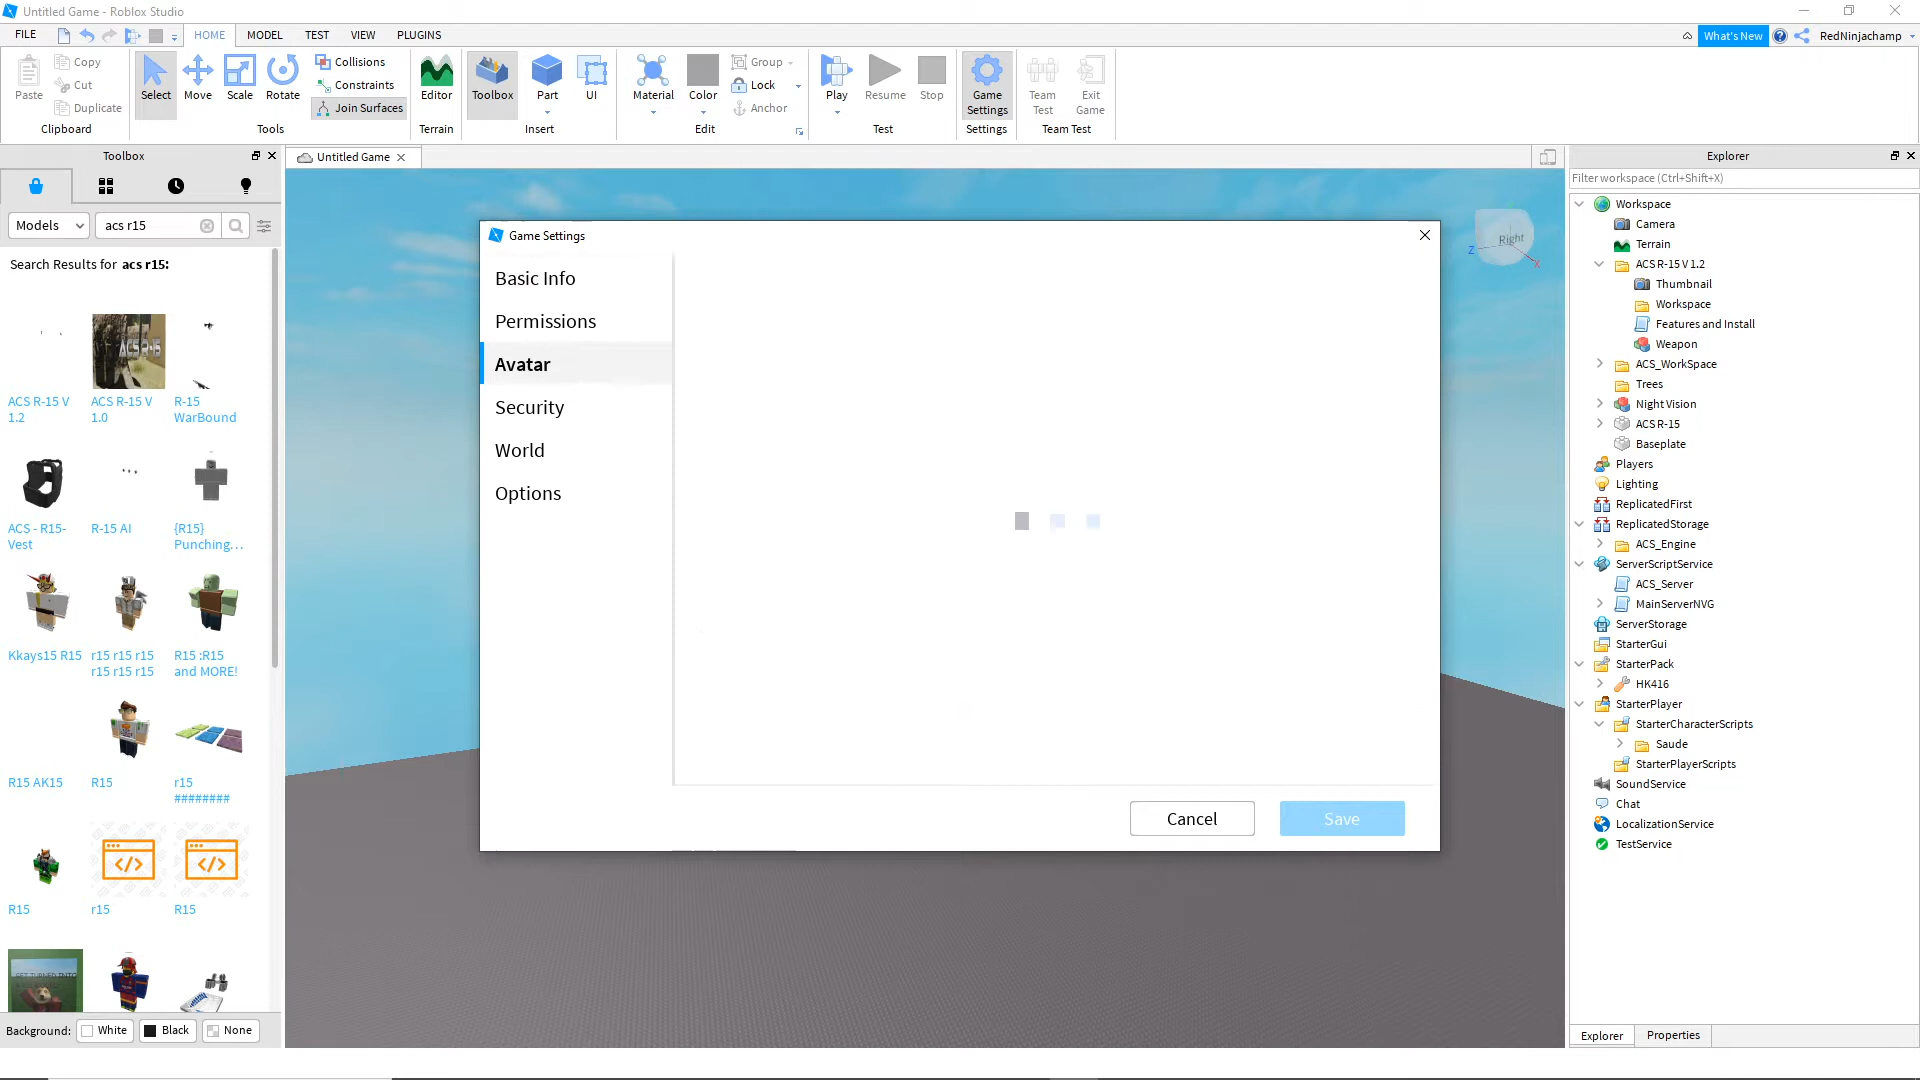 Untitled Game - Roblox Studio
FILE
HOME
MODEL
TEST
VIEW
PLUGINS
What's New
RedNinjachamp
Paste
Copy
Cut
Duplicate
Clipboard
Select
Move
Scale
Rotate
Collisions
Constraints
Join Surfaces
Tools
Editor
Terrain
Toolbox
Part
UI
Insert
Material
Color
Group
Lock
Anchor
Edit
Play
Resume
Stop
Test
Game
Settings
Settings
Team
Test
Exit
Game
Team Test
Toolbox
Models
acs r15
Search Results for acs r15:
ACS R-15 V
1.2
ACS R-15 V
1.0
R-15
WarBound
ACS - R15-
Vest
R-15 AI
{R15}
Punching...
Kkays15 R15
r15 r15 r15
r15 r15 r15
R15 :R15
and MORE!
R15 AK15
R15
r15
########
R15
r15
R15
Background:
White
Black
None
Untitled Game
Right
Z
X
Game Settings
Basic Info
Permissions
Avatar
Security
World
Options
Cancel
Save
Explorer
Filter workspace (Ctrl+Shift+X)
Workspace
Camera
Terrain
ACS R-15 V 1.2
Thumbnail
Workspace
Features and Install
Weapon
ACS_WorkSpace
Trees
Night Vision
ACS R-15
Baseplate
Players
Lighting
ReplicatedFirst
ReplicatedStorage
ACS_Engine
ServerScriptService
ACS_Server
MainServerNVG
ServerStorage
StarterGui
StarterPack
HK416
StarterPlayer
StarterCharacterScripts
Saude
StarterPlayerScripts
SoundService
Chat
LocalizationService
TestService
Explorer
Properties